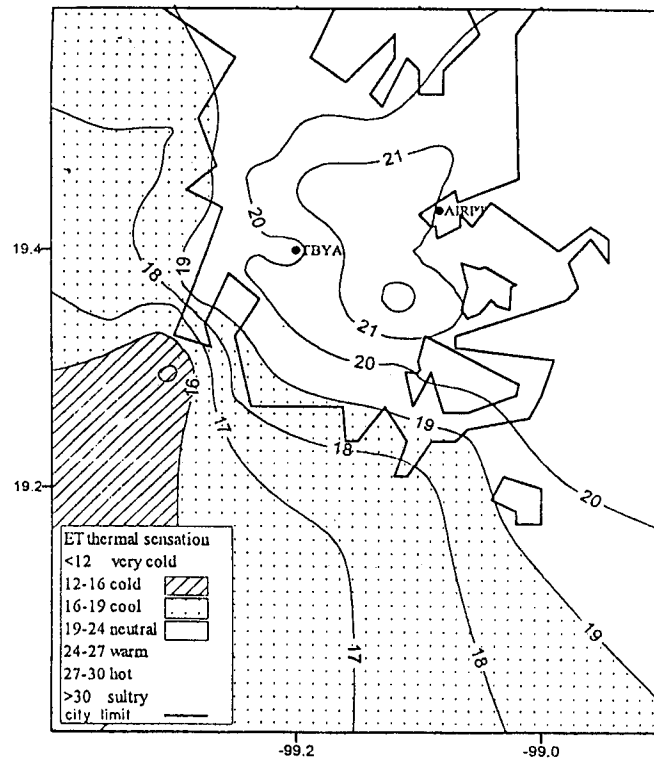 21
AIRPT
20
19.4
TBYA
18
19
21
20
16
17
19
18
19.2
20
ET thermal sensation
<12 very cold
12-16 cold
16-19 cool
19-24 neutral
24-27 warm
27-30 hot
>30 sultry
city limit
19
17
18
-99.2
-99.0